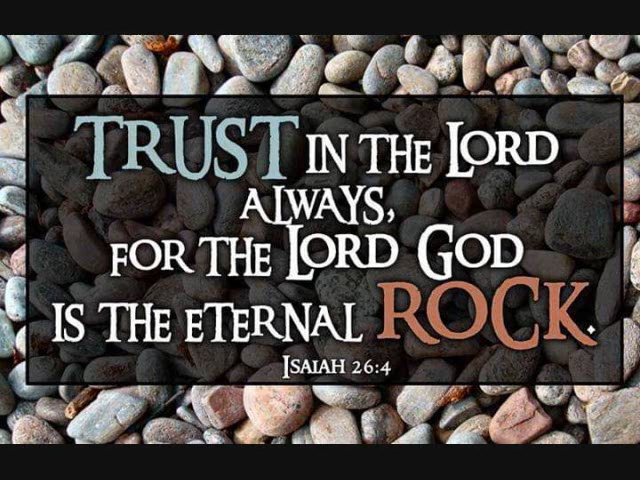 TRUST IN THE LORD
ALWAYS,
FOR THE LORD GOD
IS THE ETERNAL ROCK.
ISAIAH 26:4